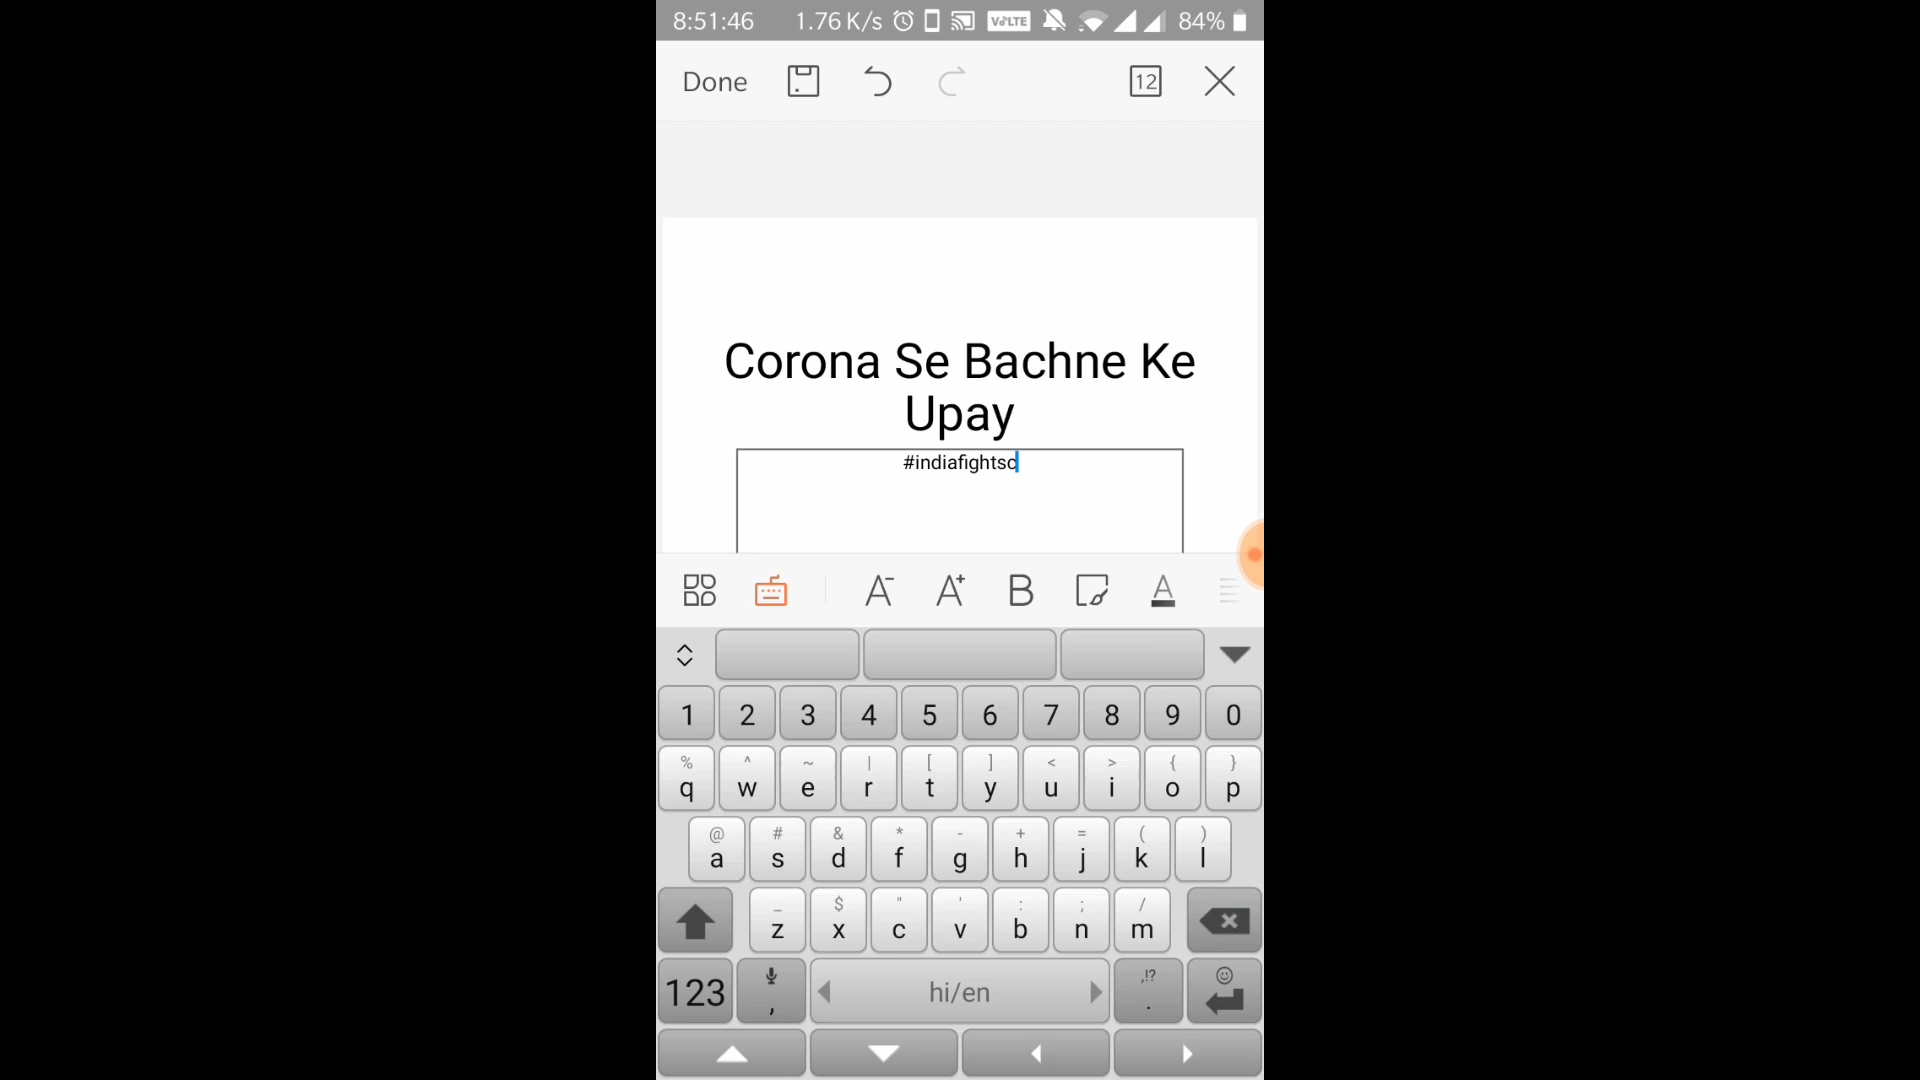 8:51:46 1.76 K/s VoLTE 84%
Done 12
Corona Se Bachne Ke
Upay
#indiafightsc
A- A+ B A
1 2 3 4 5 6 7 8 9 0
% ^ ~ | [ ] < > { }
q w e r t y u i o p
@ # & * - + = ( )
a s d f g h j k l
_ $ " ' : ; /
z x c v b n m
123 , hi/en ,!? .